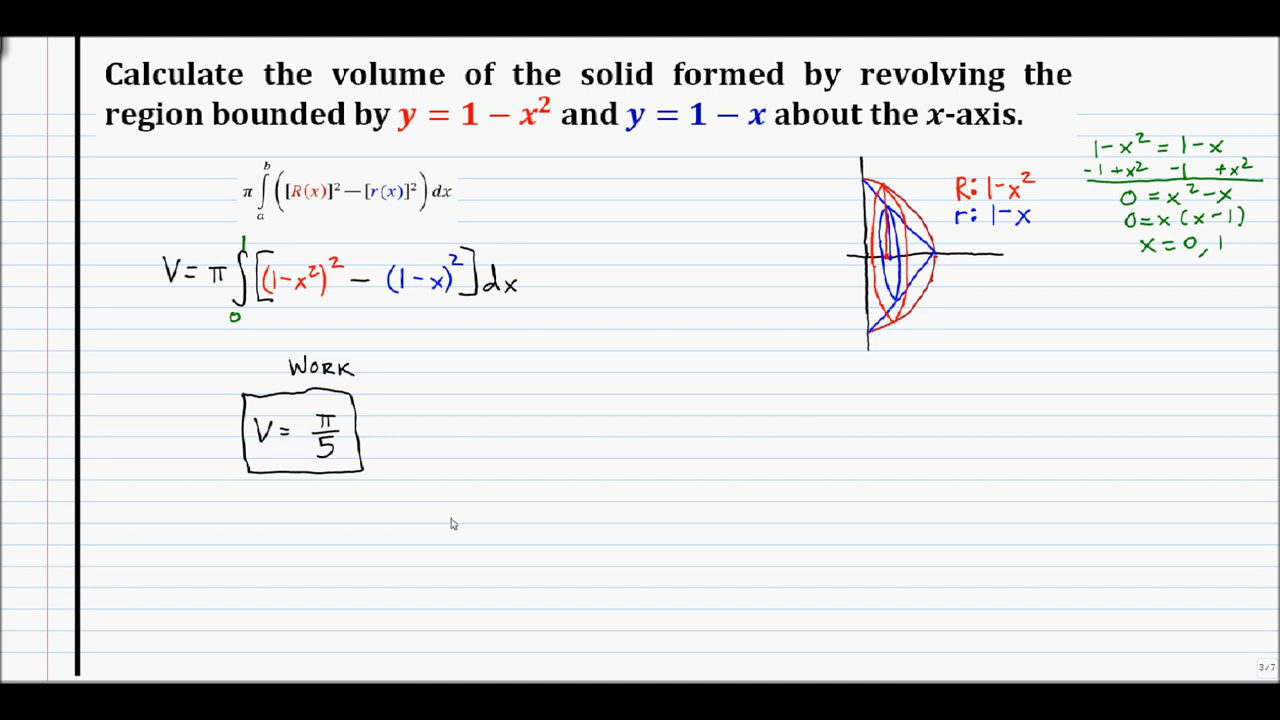 Calculate the volume of the solid formed by revolving the
region bounded by y = 1 − x² and y = 1 − x about the x-axis.
π ∫ₐᵇ ([R(x)]² − [r(x)]²) dx
V = π ∫₀¹ [(1-x²)² − (1-x)²] dx
WORK
V = π/5
R: 1-x²
r: 1-x
1-x² = 1-x
-1 +x² -1 +x²
0 = x² - x
0 = x (x-1)
x = 0, 1
3/7